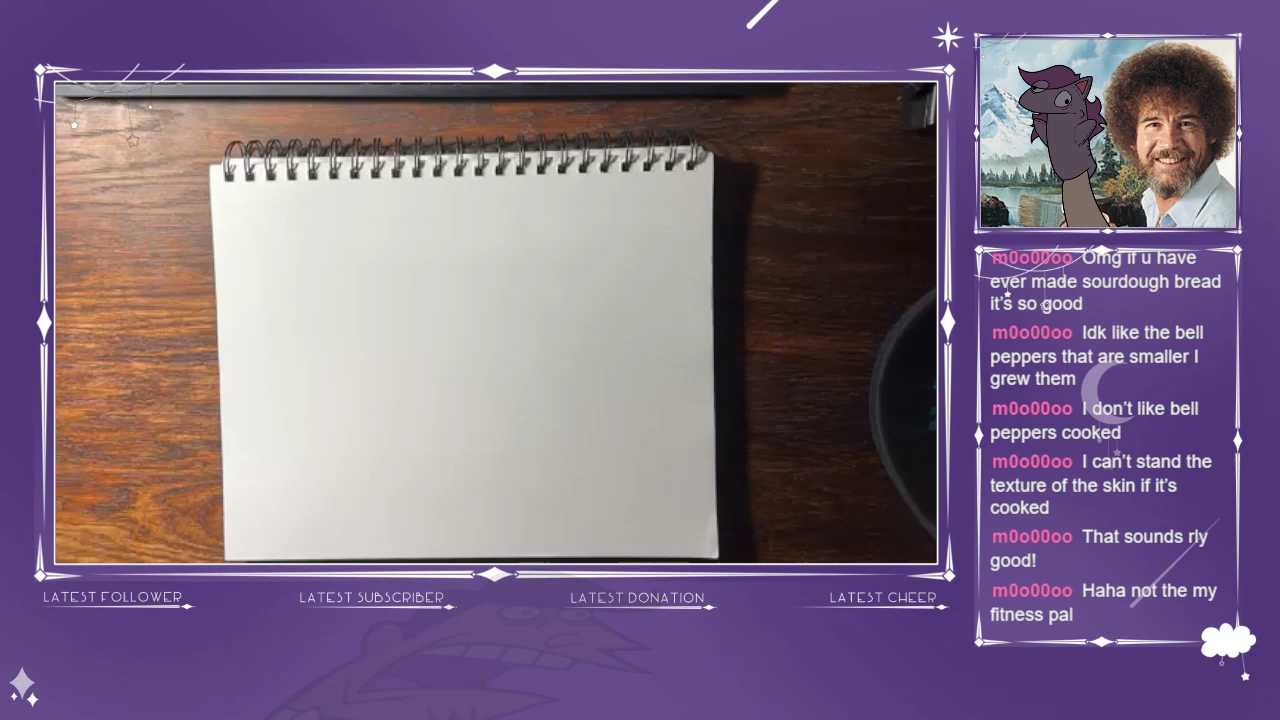 m0o00oo Omg if u have
ever made sourdough bread
it's so good
m0o00oo Idk like the bell
peppers that are smaller I
grew them
m0o00oo I don't like bell
peppers cooked
m0o00oo I can't stand the
texture of the skin if it's
cooked
m0o00oo That sounds rly
good!
m0o00oo Haha not the my
fitness pal
LATEST FOLLOWER
LATEST SUBSCRIBER
LATEST DONATION
LATEST CHEER